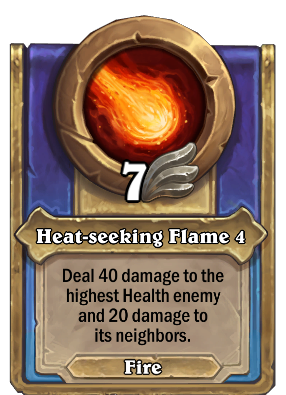 7
Heat-seeking Flame 4
Deal 40 damage to the
highest Health enemy
and 20 damage to
its neighbors.
Fire